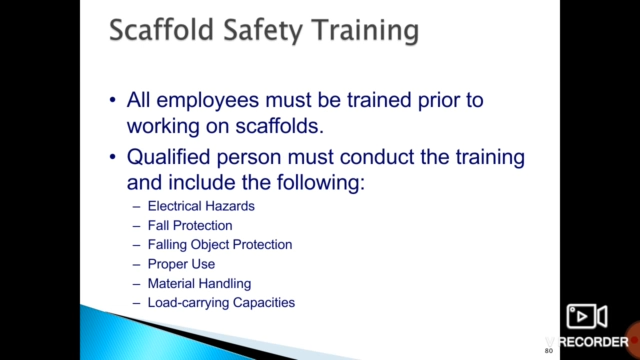 Scaffold Safety Training
• All employees must be trained prior to
working on scaffolds.
• Qualified person must conduct the training
and include the following:
– Electrical Hazards
– Fall Protection
– Falling Object Protection
– Proper Use
– Material Handling
– Load-carrying Capacities
V RECORDER
80